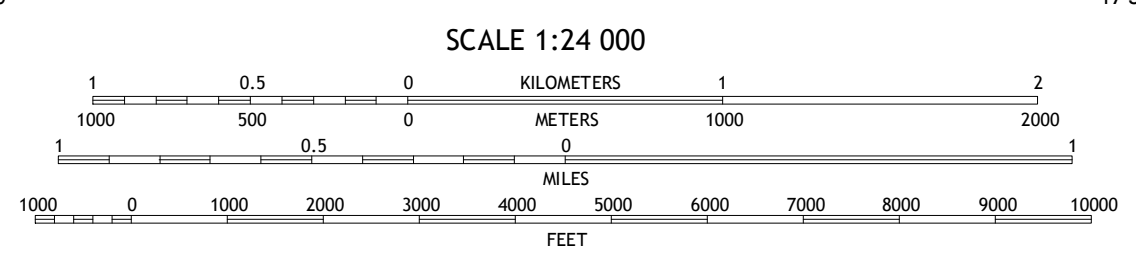 SCALE 1:24 000
1 0.5 0 KILOMETERS 1 2
1000 500 0 METERS 1000 2000
1 0.5 0 1
MILES
1000 0 1000 2000 3000 4000 5000 6000 7000 8000 9000 10000
FEET